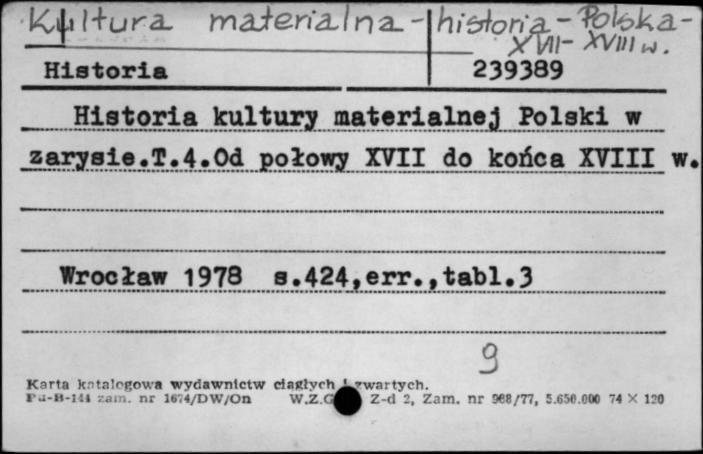 Kultura materialna - historia - Polska -
XVII - XVIII w.
Historia 239389
Historia kultury materialnej Polski w
zarysie.T.4.Od połowy XVII do końca XVIII w.
Wrocław 1978 s.424,err.,tabl.3
9
Karta katalogowa wydawnictw ciągłych i zwartych.
Pu-B-144 zam. nr 1674/DW/On W.Z.G Z-d 2, Zam. nr 988/77, 5.650.000 74 X 120